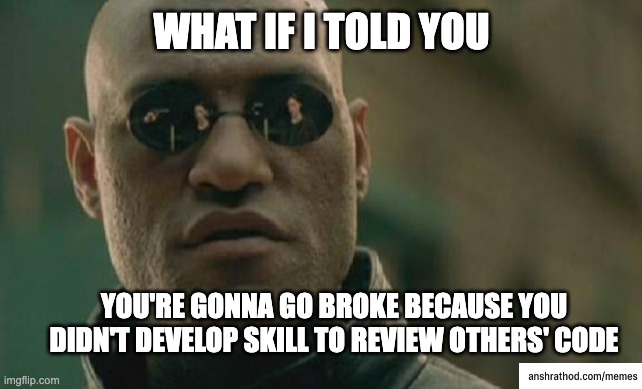 WHAT IF I TOLD YOU
YOU'RE GONNA GO BROKE BECAUSE YOU
DIDN'T DEVELOP SKILL TO REVIEW OTHERS' CODE
imgflip.com
anshrathod.com/memes